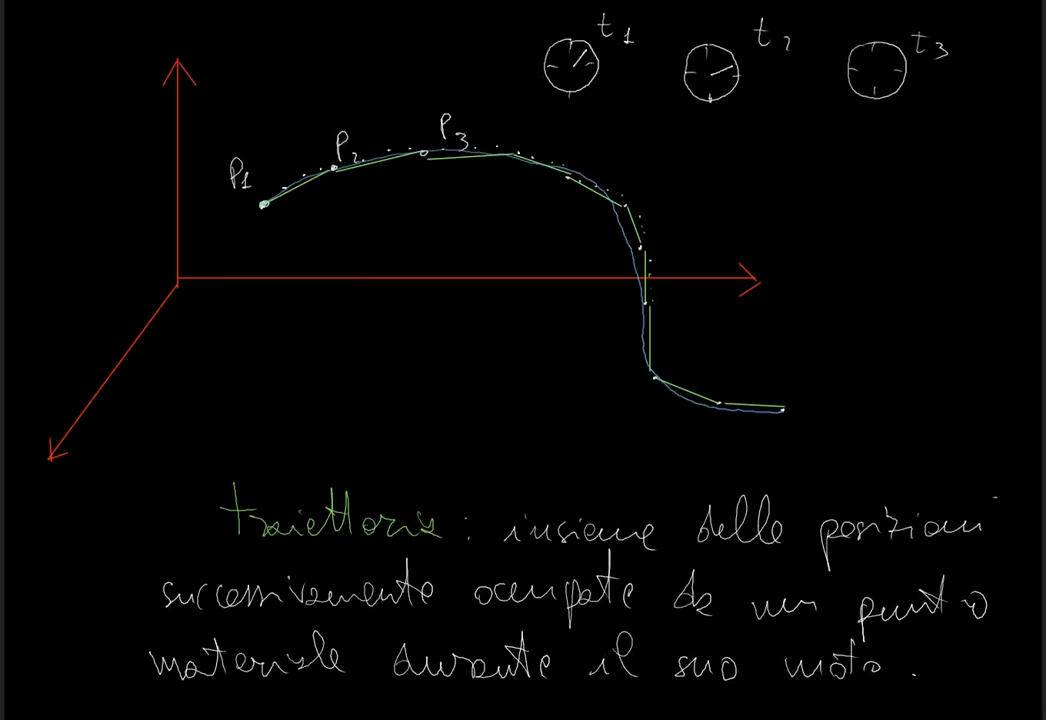 t1 t2 t3
P1 P2 P3
traiettoria: insieme delle posizioni
successivamente occupate da un punto
materiale durante il suo moto.